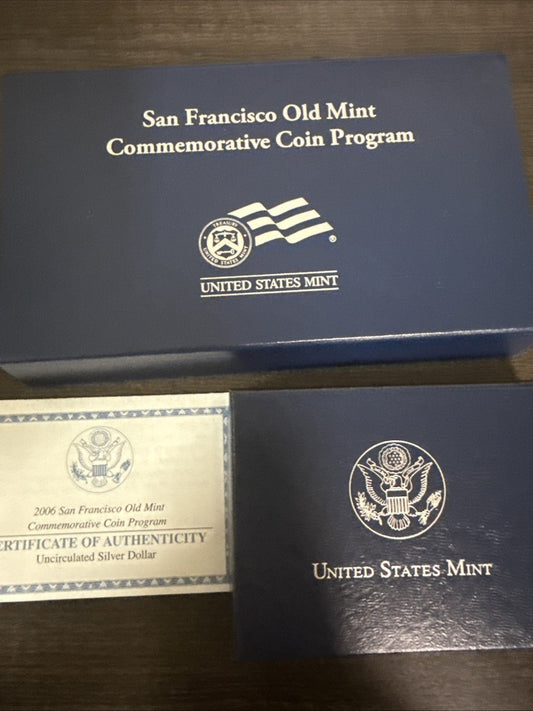 San Francisco Old Mint
Commemorative Coin Program
®
UNITED STATES MINT
2006 San Francisco Old Mint
Commemorative Coin Program
CERTIFICATE OF AUTHENTICITY
Uncirculated Silver Dollar
UNITED STATES MINT